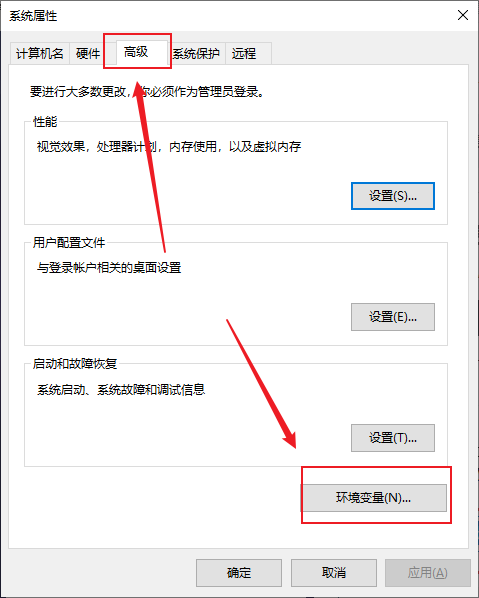 系统属性
计算机名 硬件 高级 系统保护 远程
要进行大多数更改，你必须作为管理员登录。
性能
视觉效果，处理器计划，内存使用，以及虚拟内存
设置(S)...
用户配置文件
与登录帐户相关的桌面设置
设置(E)...
启动和故障恢复
系统启动、系统故障和调试信息
设置(T)...
环境变量(N)...
确定 取消 应用(A)